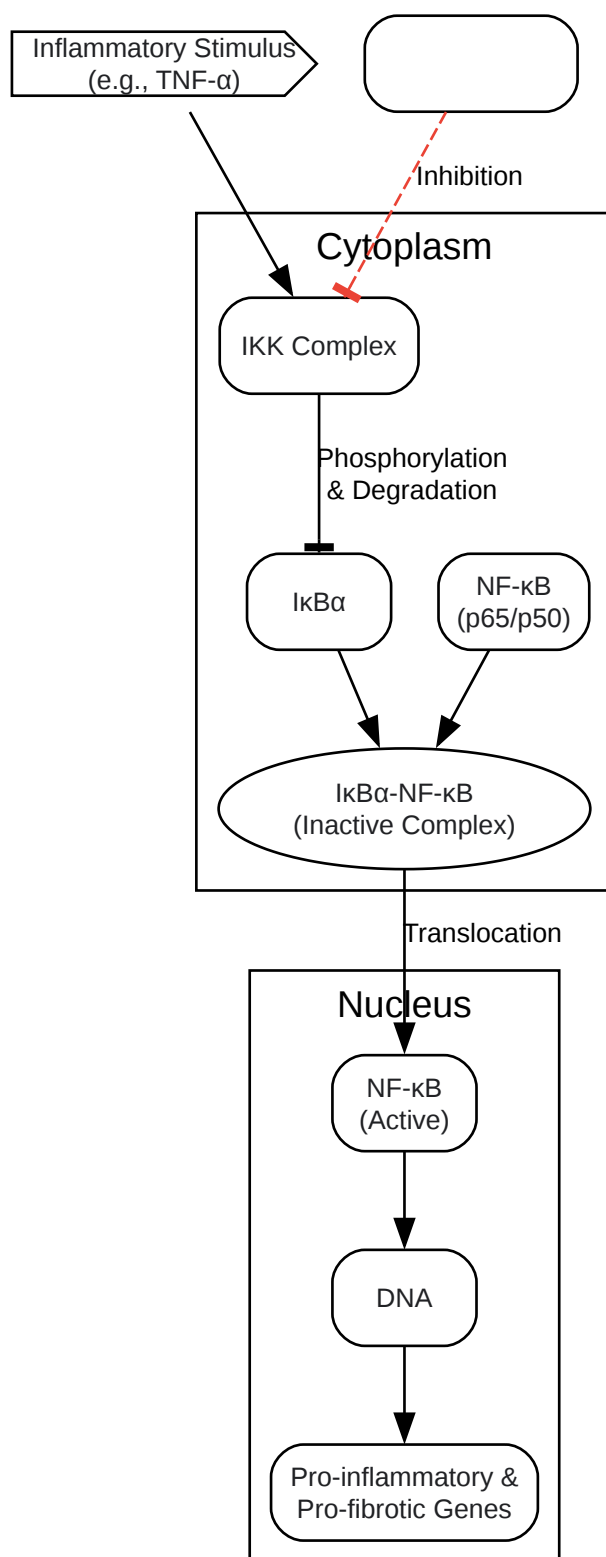 Inflammatory Stimulus
(e.g., TNF-α)
Inhibition
Cytoplasm
IKK Complex
Phosphorylation
& Degradation
IκBα
NF-κB
(p65/p50)
IκBα-NF-κB
(Inactive Complex)
Translocation
Nucleus
NF-κB
(Active)
DNA
Pro-inflammatory &
Pro-fibrotic Genes